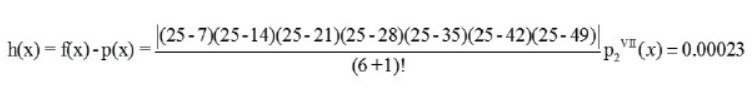 h(x) = f(x) - p(x) = |(25 - 7)(25 - 14)(25 - 21)(25 - 28)(25 - 35)(25 - 42)(25 - 49)| / (6 + 1)! p₂^VII (x) = 0.00023